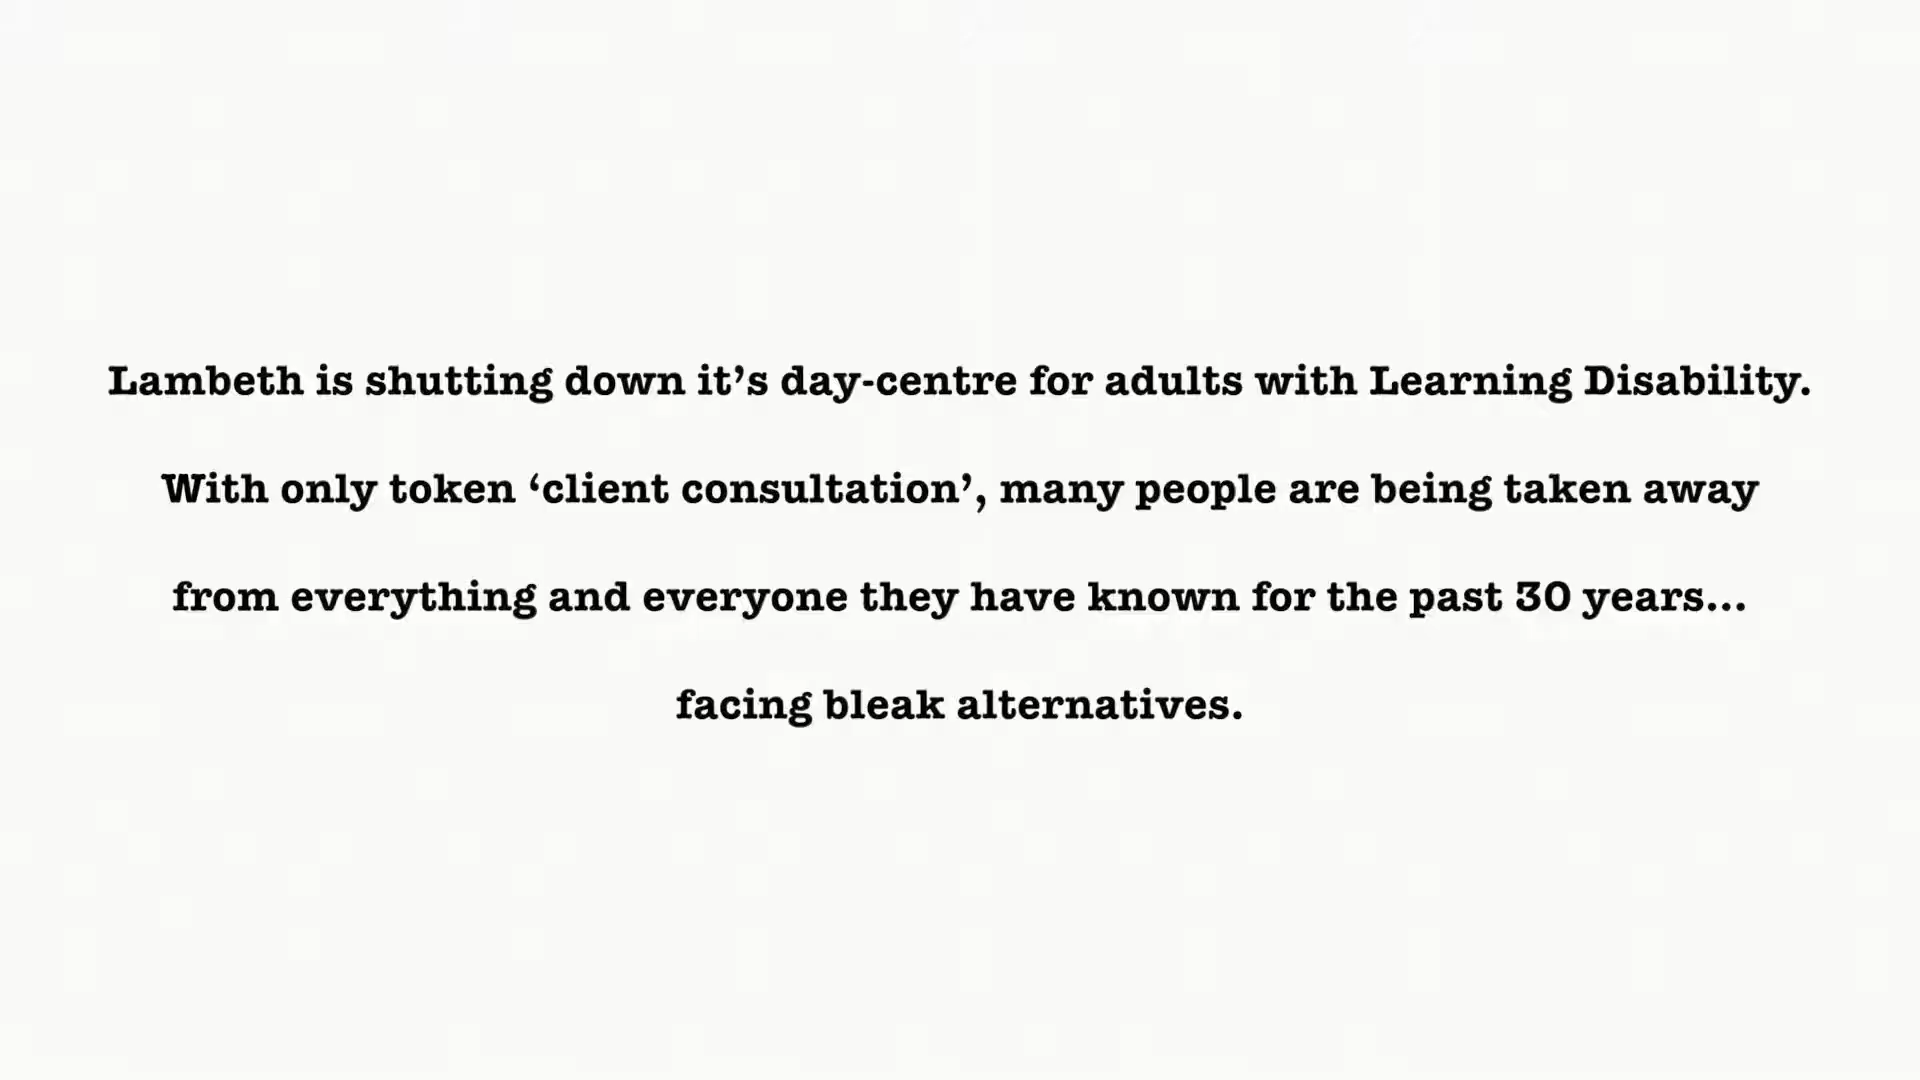 Lambeth is shutting down it’s day-centre for adults with Learning Disability.
With only token ‘client consultation’, many people are being taken away
from everything and everyone they have known for the past 30 years...
facing bleak alternatives.